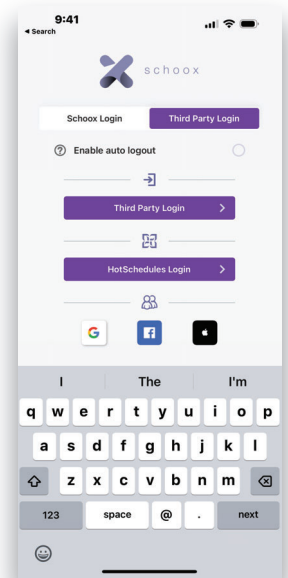 9:41
◂ Search
schoox
Schoox Login Third Party Login
Enable auto logout
Third Party Login
HotSchedules Login
I The I'm
q w e r t y u i o p
a s d f g h j k l
z x c v b n m
123 space @ . next